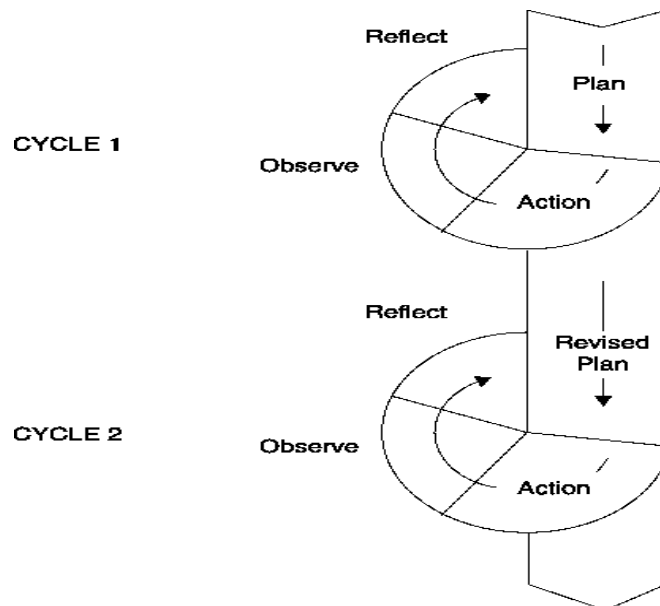 Reflect
Plan
CYCLE 1
Observe
Action
Reflect
Revised
Plan
CYCLE 2
Observe
Action